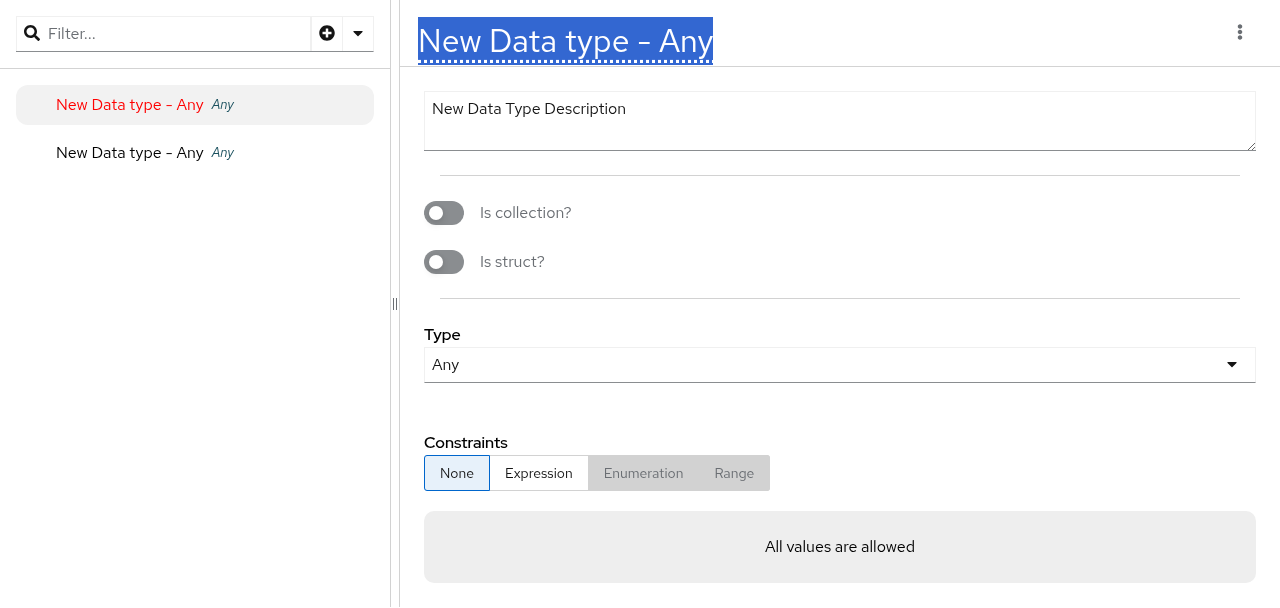 Filter...
New Data type - Any Any
New Data type - Any Any
New Data type - Any
New Data Type Description
Is collection?
Is struct?
Type
Any
Constraints
None Expression Enumeration Range
All values are allowed